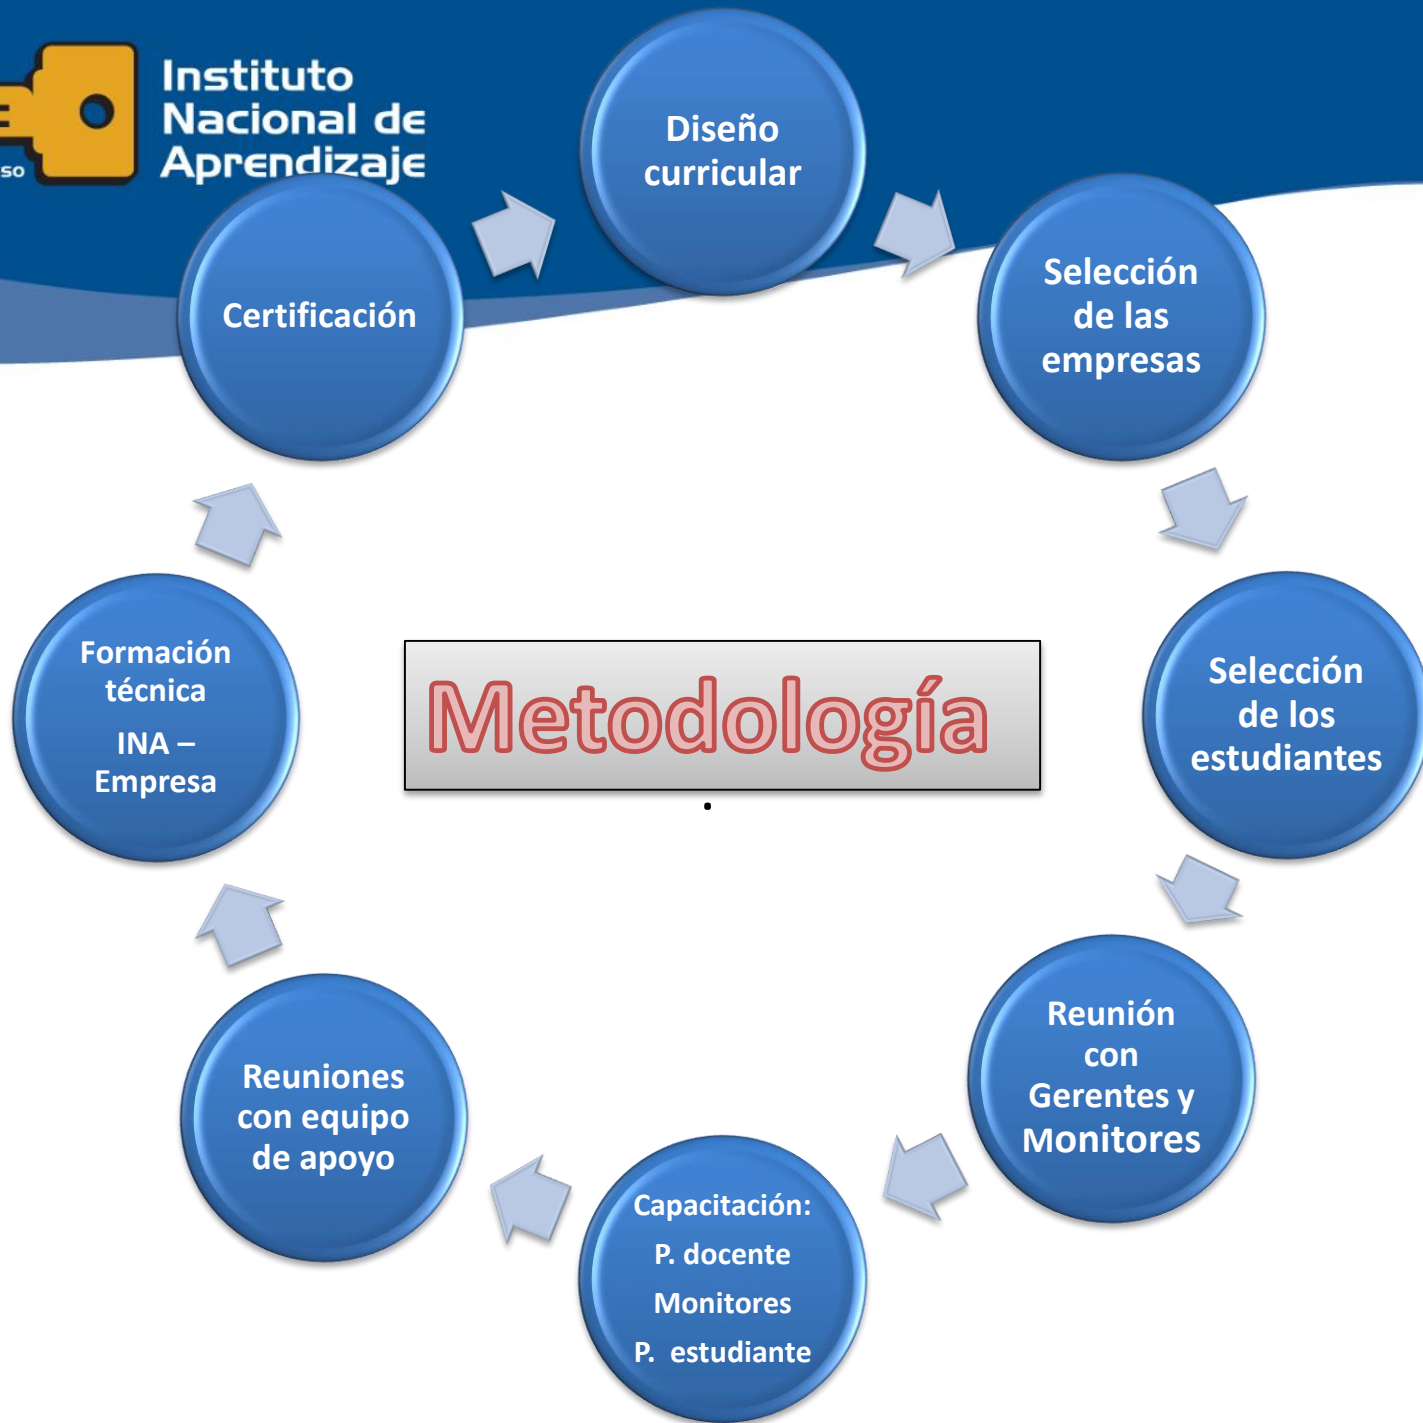 Instituto
Nacional de
Aprendizaje
Diseño
curricular
Selección
de las
empresas
Selección
de los
estudiantes
Reunión
con
Gerentes y
Monitores
Capacitación:
P. docente
Monitores
P. estudiante
Reuniones
con equipo
de apoyo
Formación
técnica
INA –
Empresa
Certificación
Metodología
.